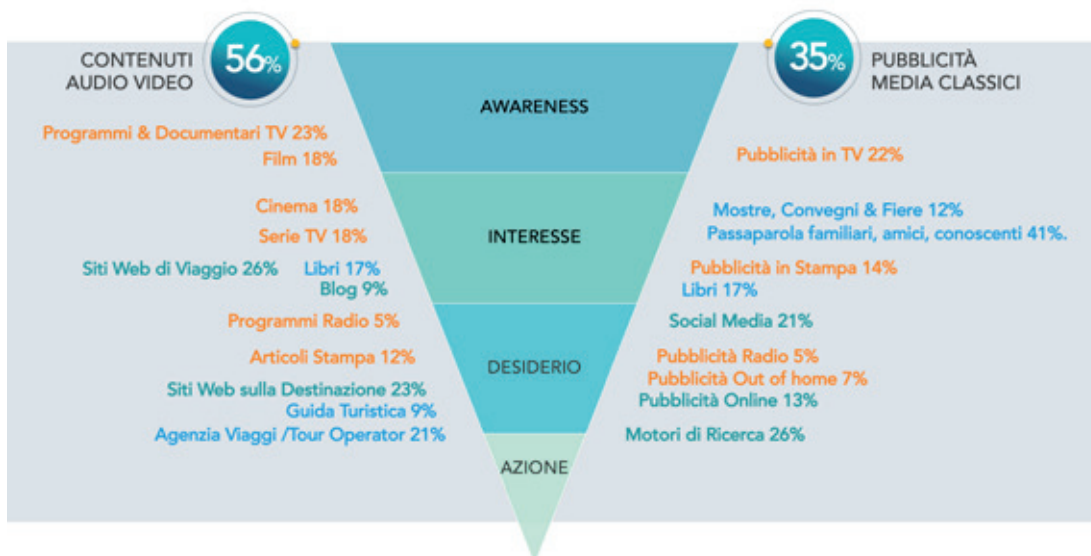 CONTENUTI
AUDIO VIDEO
56%
35%
PUBBLICITÀ
MEDIA CLASSICI
AWARENESS
Programmi & Documentari TV 23%
Film 18%
Pubblicità in TV 22%
Cinema 18%
Serie TV 18%
INTERESSE
Mostre, Convegni & Fiere 12%
Passaparola familiari, amici, conoscenti 41%.
Siti Web di Viaggio 26%
Libri 17%
Blog 9%
Pubblicità in Stampa 14%
Libri 17%
Programmi Radio 5%
Social Media 21%
Articoli Stampa 12%
DESIDERIO
Pubblicità Radio 5%
Pubblicità Out of home 7%
Siti Web sulla Destinazione 23%
Pubblicità Online 13%
Guida Turistica 9%
Agenzia Viaggi /Tour Operator 21%
Motori di Ricerca 26%
AZIONE